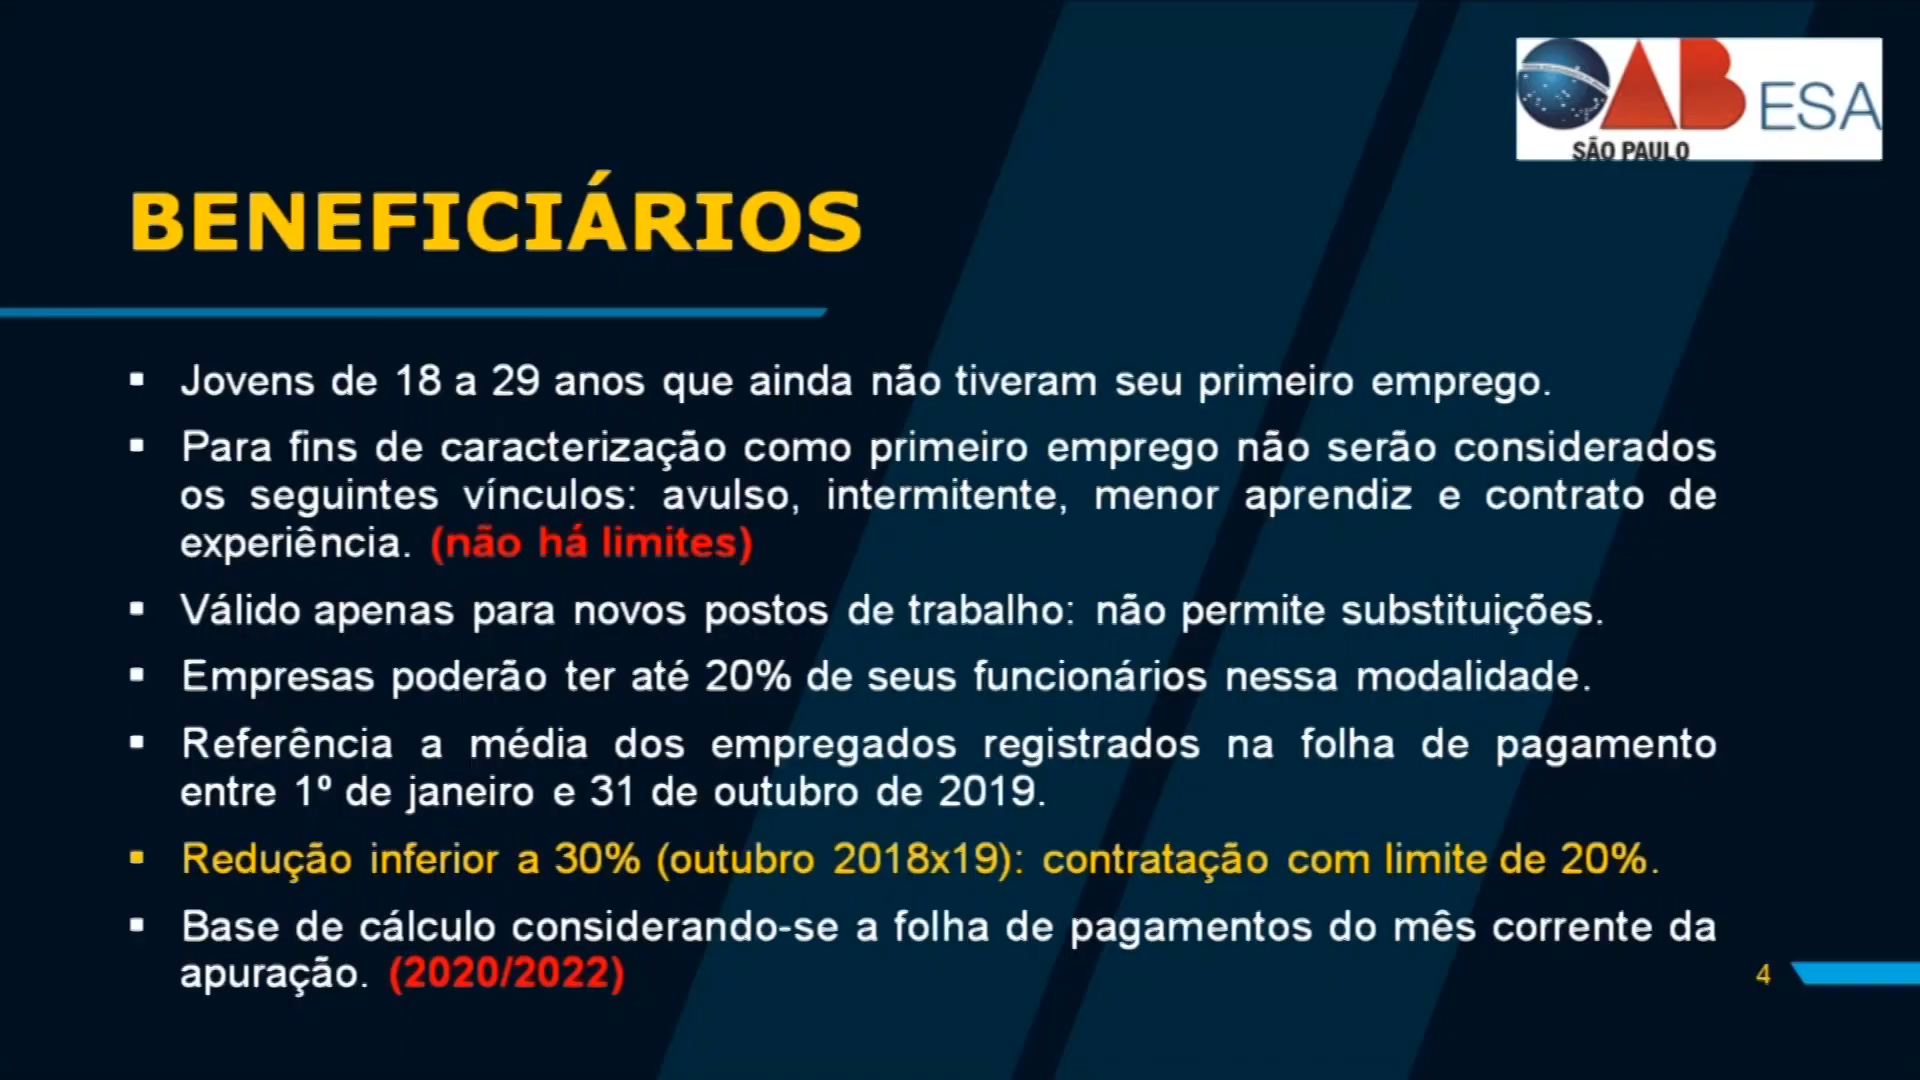 OAB ESA
SÃO PAULO
BENEFICIÁRIOS
▪ Jovens de 18 a 29 anos que ainda não tiveram seu primeiro emprego.
▪ Para fins de caracterização como primeiro emprego não serão considerados
os seguintes vínculos: avulso, intermitente, menor aprendiz e contrato de
experiência. (não há limites)
▪ Válido apenas para novos postos de trabalho: não permite substituições.
▪ Empresas poderão ter até 20% de seus funcionários nessa modalidade.
▪ Referência a média dos empregados registrados na folha de pagamento
entre 1º de janeiro e 31 de outubro de 2019.
▪ Redução inferior a 30% (outubro 2018x19): contratação com limite de 20%.
▪ Base de cálculo considerando-se a folha de pagamentos do mês corrente da
apuração. (2020/2022)
4